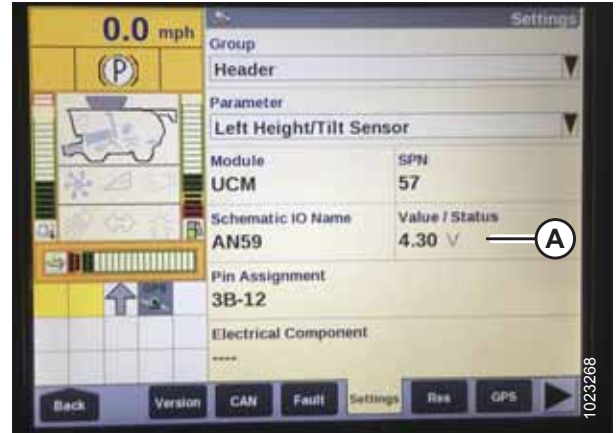 0.0 mph
Settings
(P)
Group
Header
Parameter
Left Height/Tilt Sensor
Module
SPN
UCM
57
Schematic IO Name
Value / Status
AN59
4.30 V
A
Pin Assignment
3B-12
Electrical Component
----
Back
Version
CAN
Fault
Settings
Res
GPS
1023268